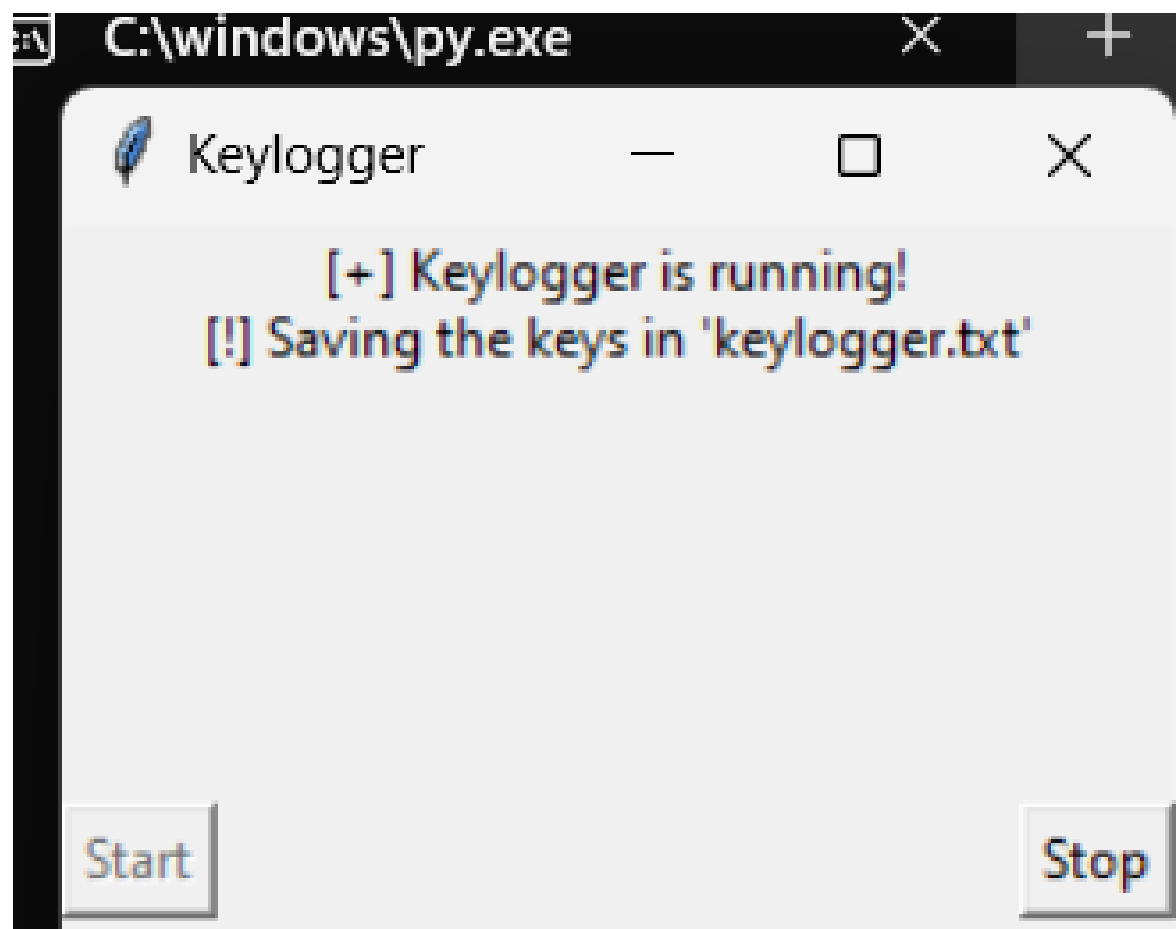 C:\windows\py.exe
Keylogger
[+] Keylogger is running!
[!] Saving the keys in 'keylogger.txt'
Start
Stop